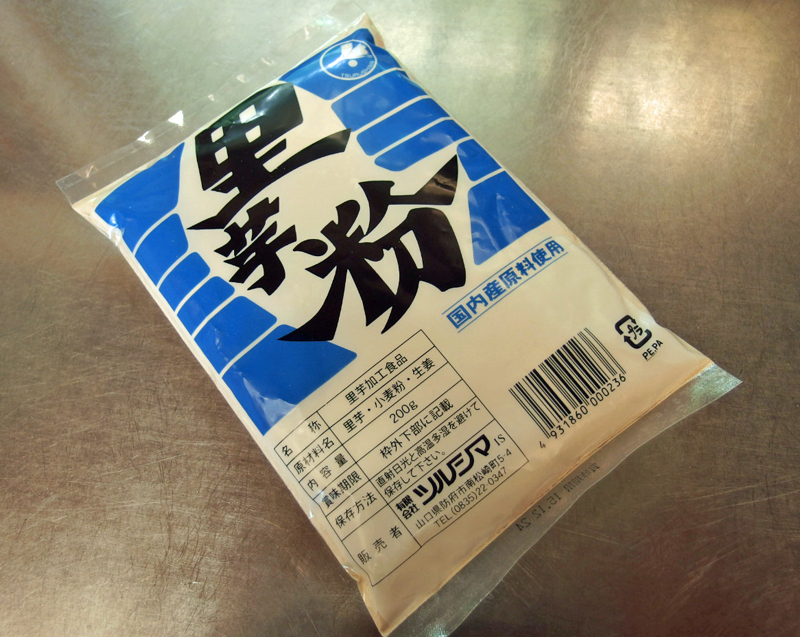 里芋粉
国内産原料使用
名称 里芋加工食品
原材料名 里芋・小麦粉・生姜
内容量 200g
賞味期限 枠外下部に記載
保存方法 直射日光と高温多湿を避けて
保存して下さい。
販売者 有限会社 ツルシマ IS
山口県防府市南松崎町5-4
TEL (0835)22-0347
プラ
PE,PA
4 931860 000236